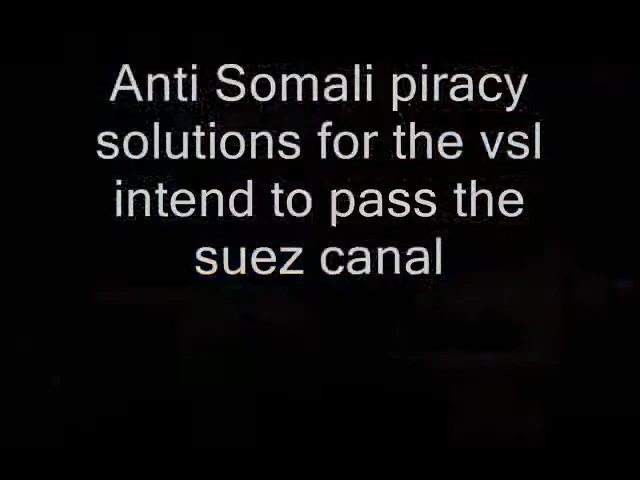 Anti Somali piracy
solutions for the vsl
intend to pass the
suez canal